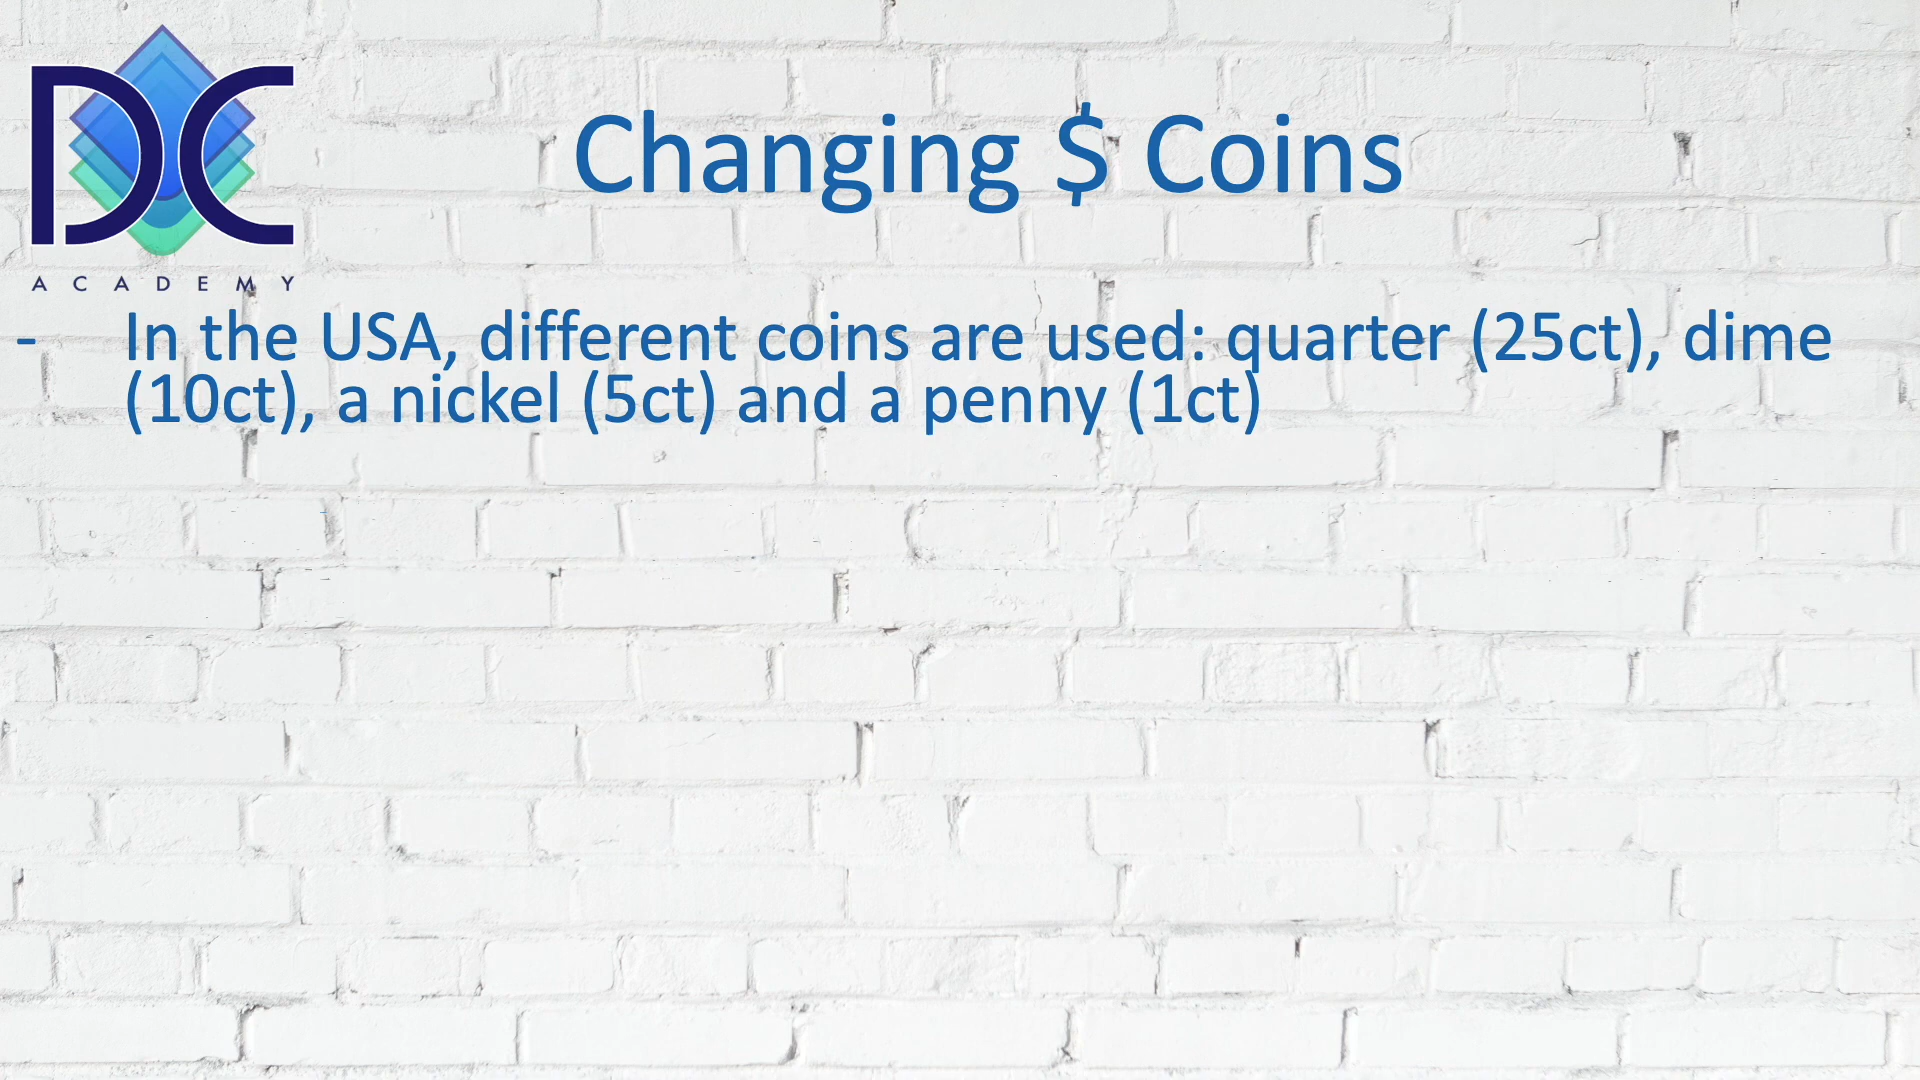 DC
ACADEMY
Changing $ Coins
- In the USA, different coins are used: quarter (25ct), dime
(10ct), a nickel (5ct) and a penny (1ct)